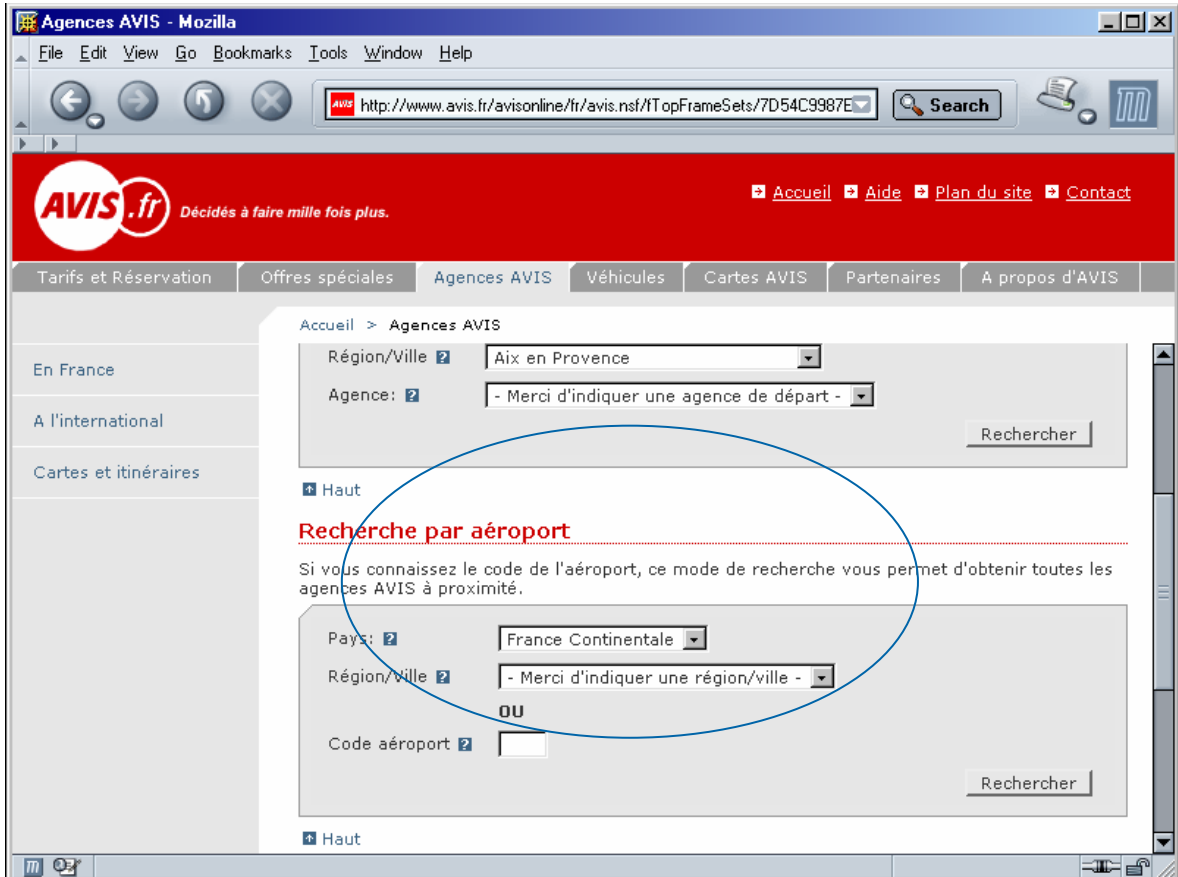 Agences AVIS - Mozilla
File Edit View Go Bookmarks Tools Window Help
AVIS http://www.avis.fr/avisonline/fr/avis.nsf/fTopFrameSets/7D54C9987E Search
AVIS.fr Décidés à faire mille fois plus.
Accueil Aide Plan du site Contact
Tarifs et Réservation Offres spéciales Agences AVIS Véhicules Cartes AVIS Partenaires A propos d'AVIS
Accueil > Agences AVIS
En France
A l'international
Cartes et itinéraires
Région/Ville ? Aix en Provence
Agence: ? - Merci d'indiquer une agence de départ -
Rechercher
Haut
Recherche par aéroport
Si vous connaissez le code de l'aéroport, ce mode de recherche vous permet d'obtenir toutes les
agences AVIS à proximité.
Pays: ? France Continentale
Région/Ville ? - Merci d'indiquer une région/ville -
OU
Code aéroport ?
Rechercher
Haut